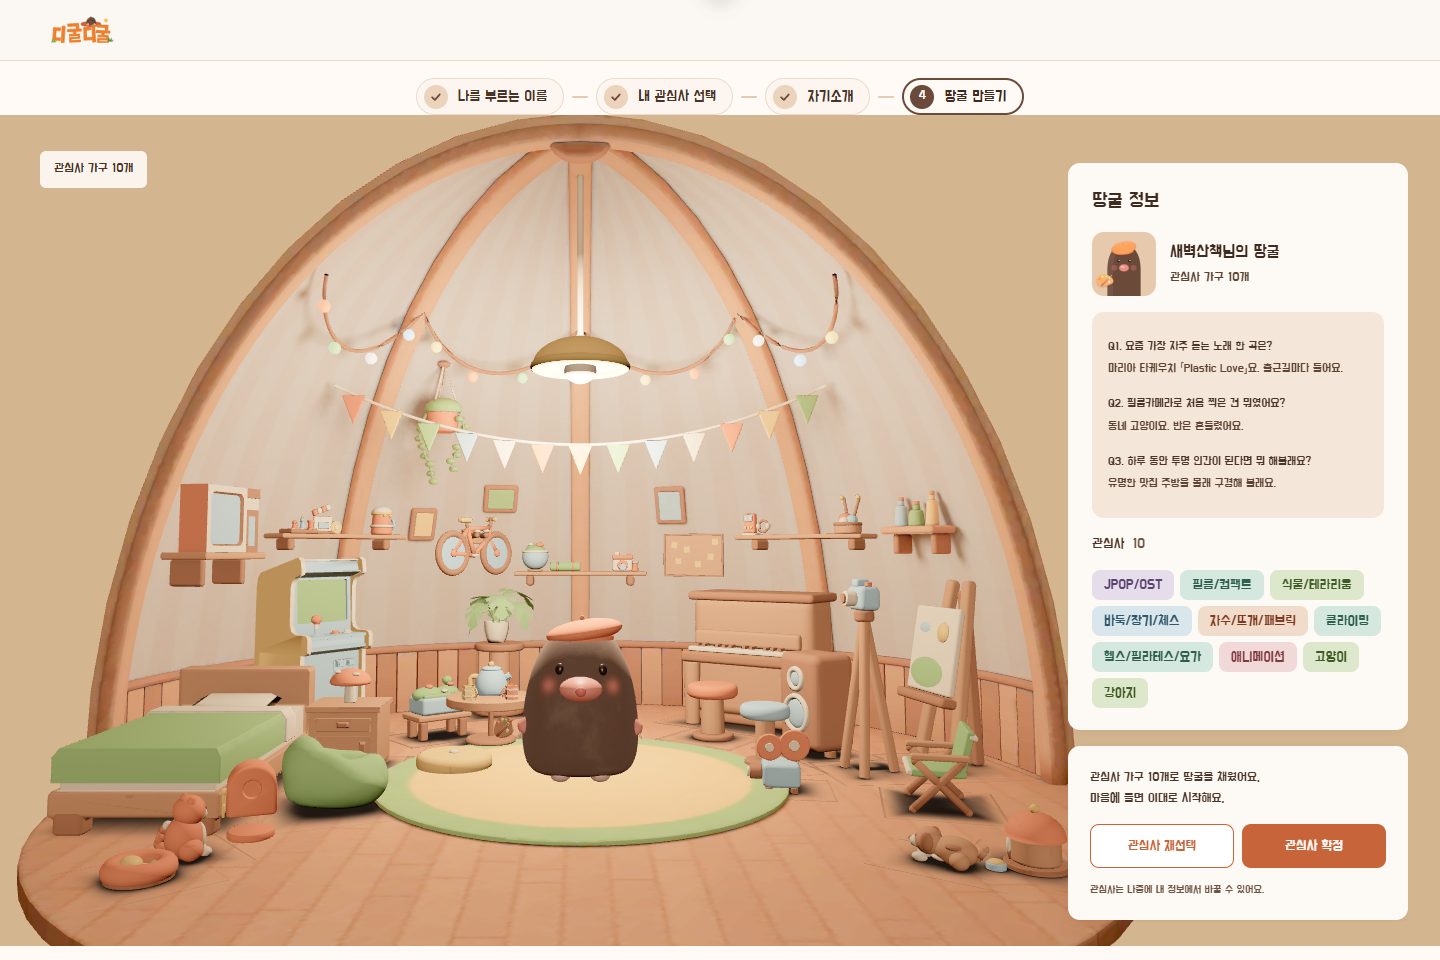 띠굴띠굴
나를 부르는 이름
내 관심사 선택
자기소개
4 땅굴 만들기
관심사 가구 10개
땅굴 정보
새벽산책님의 땅굴
관심사 가구 10개
Q1. 요즘 가장 자주 듣는 노래 한 곡은?
마리아 타케우치 「Plastic Love」요. 출근길마다 들어요.
Q2. 필름카메라로 처음 찍은 건 뭐였어요?
동네 고양이요. 반은 흔들렸어요.
Q3. 하루 동안 투명 인간이 된다면 뭐 해볼래요?
유명한 맛집 주방을 몰래 구경해 볼래요.
관심사 10
JPOP/OST
필름/컴팩트
식물/테라리움
바둑/장기/체스
자수/뜨개/패브릭
클라이밍
헬스/필라테스/요가
애니메이션
고양이
강아지
관심사 가구 10개로 땅굴을 채웠어요.
마음에 들면 이대로 시작해요.
관심사 재선택
관심사 확정
관심사는 나중에 내 정보에서 바꿀 수 있어요.